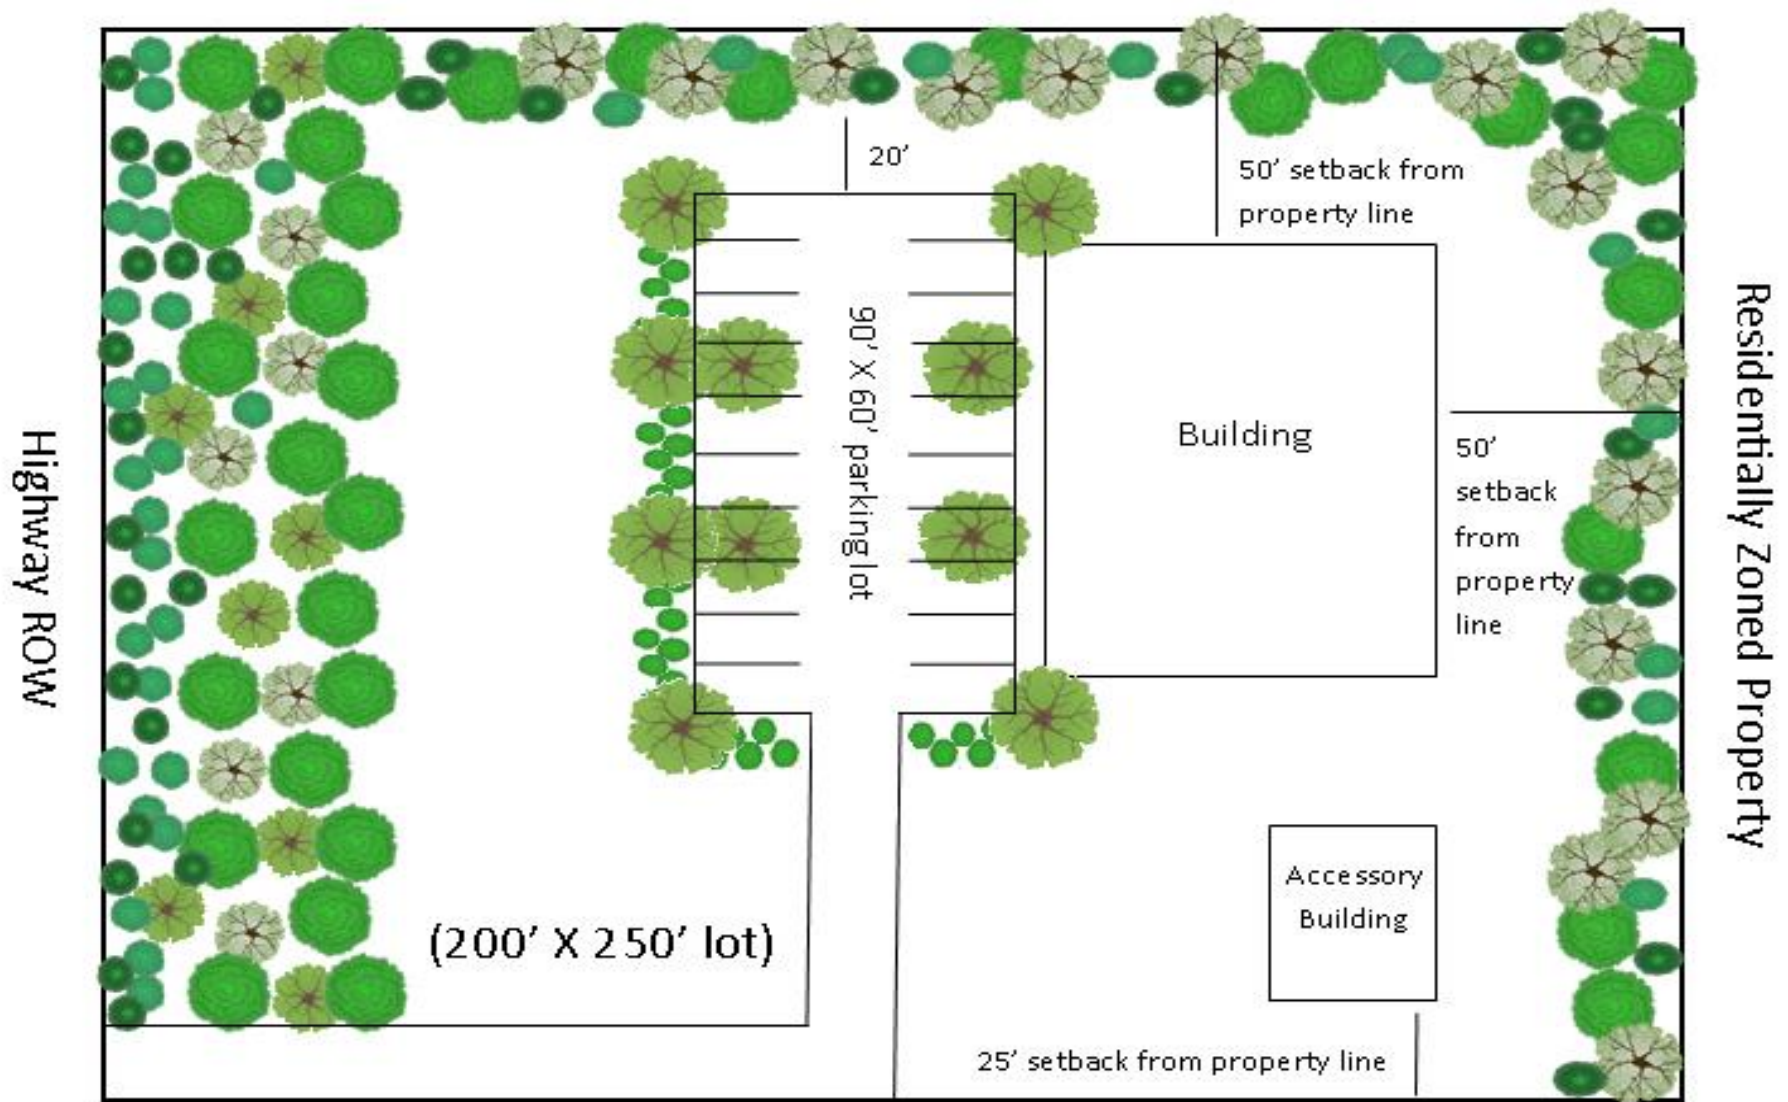 20’
50’ setback from
property line
Highway ROW
90’ X 60’ parking lot
Building
50’
setback
from
property
line
Residentially Zoned Property
Accessory
Building
(200’ X 250’ lot)
25’ setback from property line